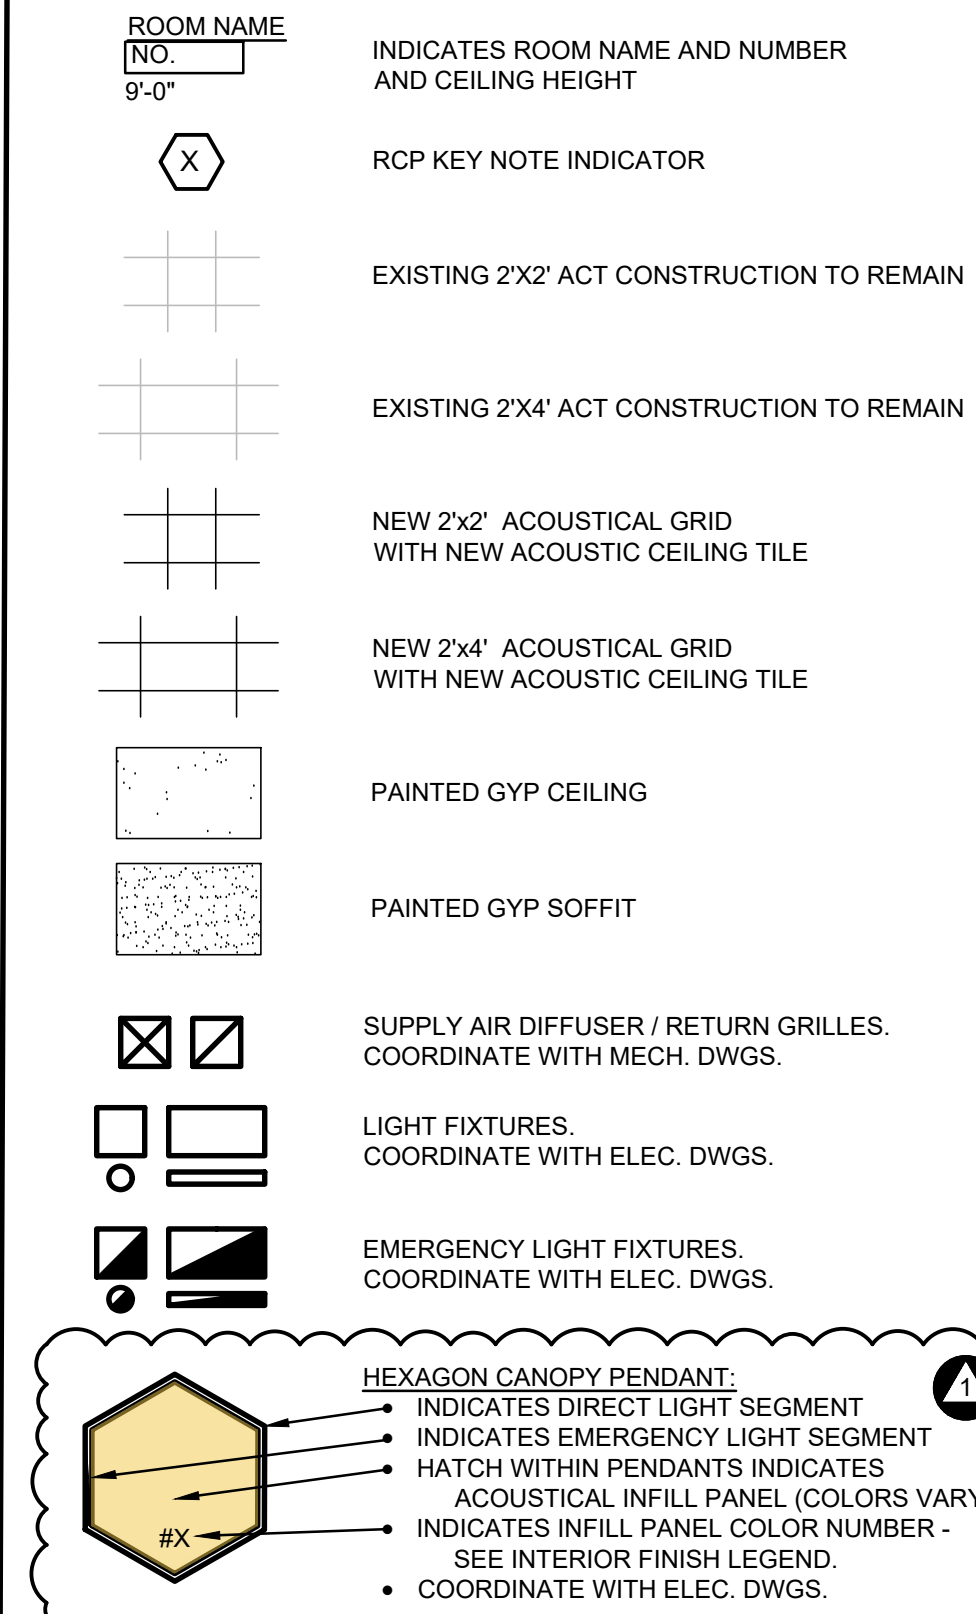 ROOM NAME
NO.
9'-0"
INDICATES ROOM NAME AND NUMBER
AND CEILING HEIGHT
X
RCP KEY NOTE INDICATOR
EXISTING 2'X2' ACT CONSTRUCTION TO REMAIN
EXISTING 2'X4' ACT CONSTRUCTION TO REMAIN
NEW 2'x2' ACOUSTICAL GRID
WITH NEW ACOUSTIC CEILING TILE
NEW 2'x4' ACOUSTICAL GRID
WITH NEW ACOUSTIC CEILING TILE
PAINTED GYP CEILING
PAINTED GYP SOFFIT
SUPPLY AIR DIFFUSER / RETURN GRILLES.
COORDINATE WITH MECH. DWGS.
LIGHT FIXTURES.
COORDINATE WITH ELEC. DWGS.
EMERGENCY LIGHT FIXTURES.
COORDINATE WITH ELEC. DWGS.
HEXAGON CANOPY PENDANT:
1
• INDICATES DIRECT LIGHT SEGMENT
• INDICATES EMERGENCY LIGHT SEGMENT
• HATCH WITHIN PENDANTS INDICATES
ACOUSTICAL INFILL PANEL (COLORS VARY
• INDICATES INFILL PANEL COLOR NUMBER -
SEE INTERIOR FINISH LEGEND.
• COORDINATE WITH ELEC. DWGS.
#X